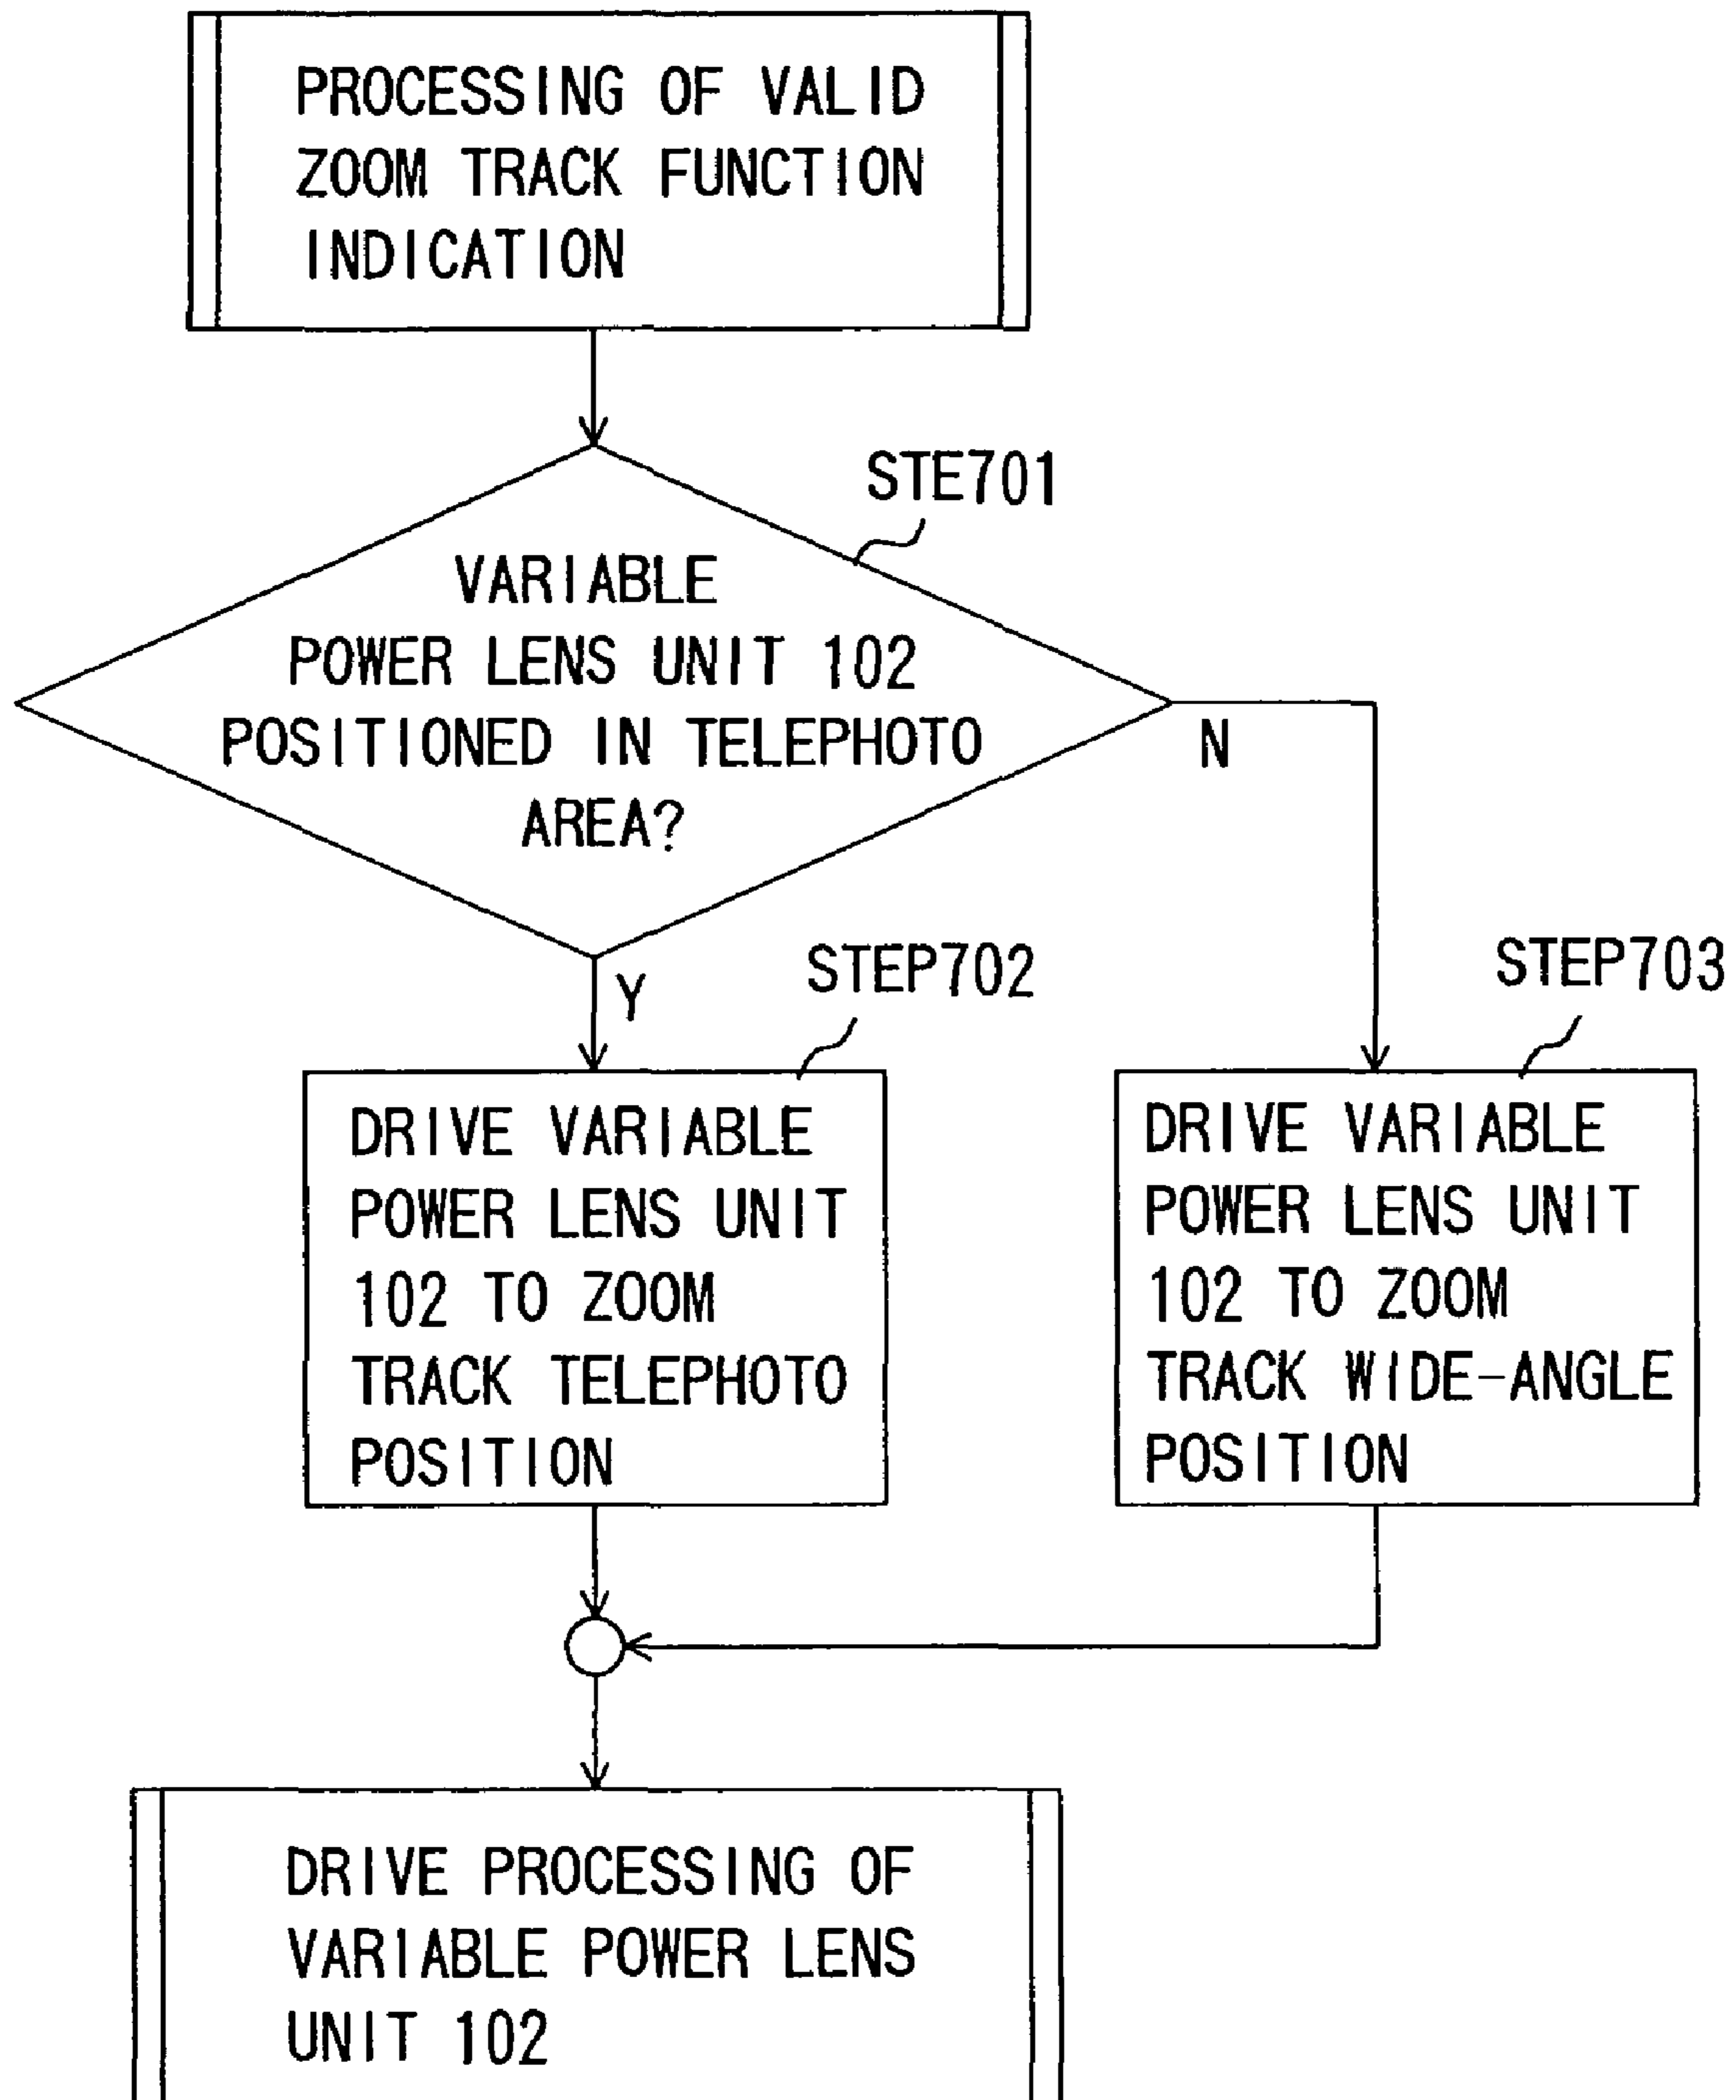 PROCESSING OF VALID
ZOOM TRACK FUNCTION
INDICATION
STE701
VARIABLE
POWER LENS UNIT 102
POSITIONED IN TELEPHOTO
AREA?
N
Y
STEP702
STEP703
DRIVE VARIABLE
POWER LENS UNIT
102 TO ZOOM
TRACK TELEPHOTO
POSITION
DRIVE VARIABLE
POWER LENS UNIT
102 TO ZOOM
TRACK WIDE-ANGLE
POSITION
DRIVE PROCESSING OF
VARIABLE POWER LENS
UNIT 102